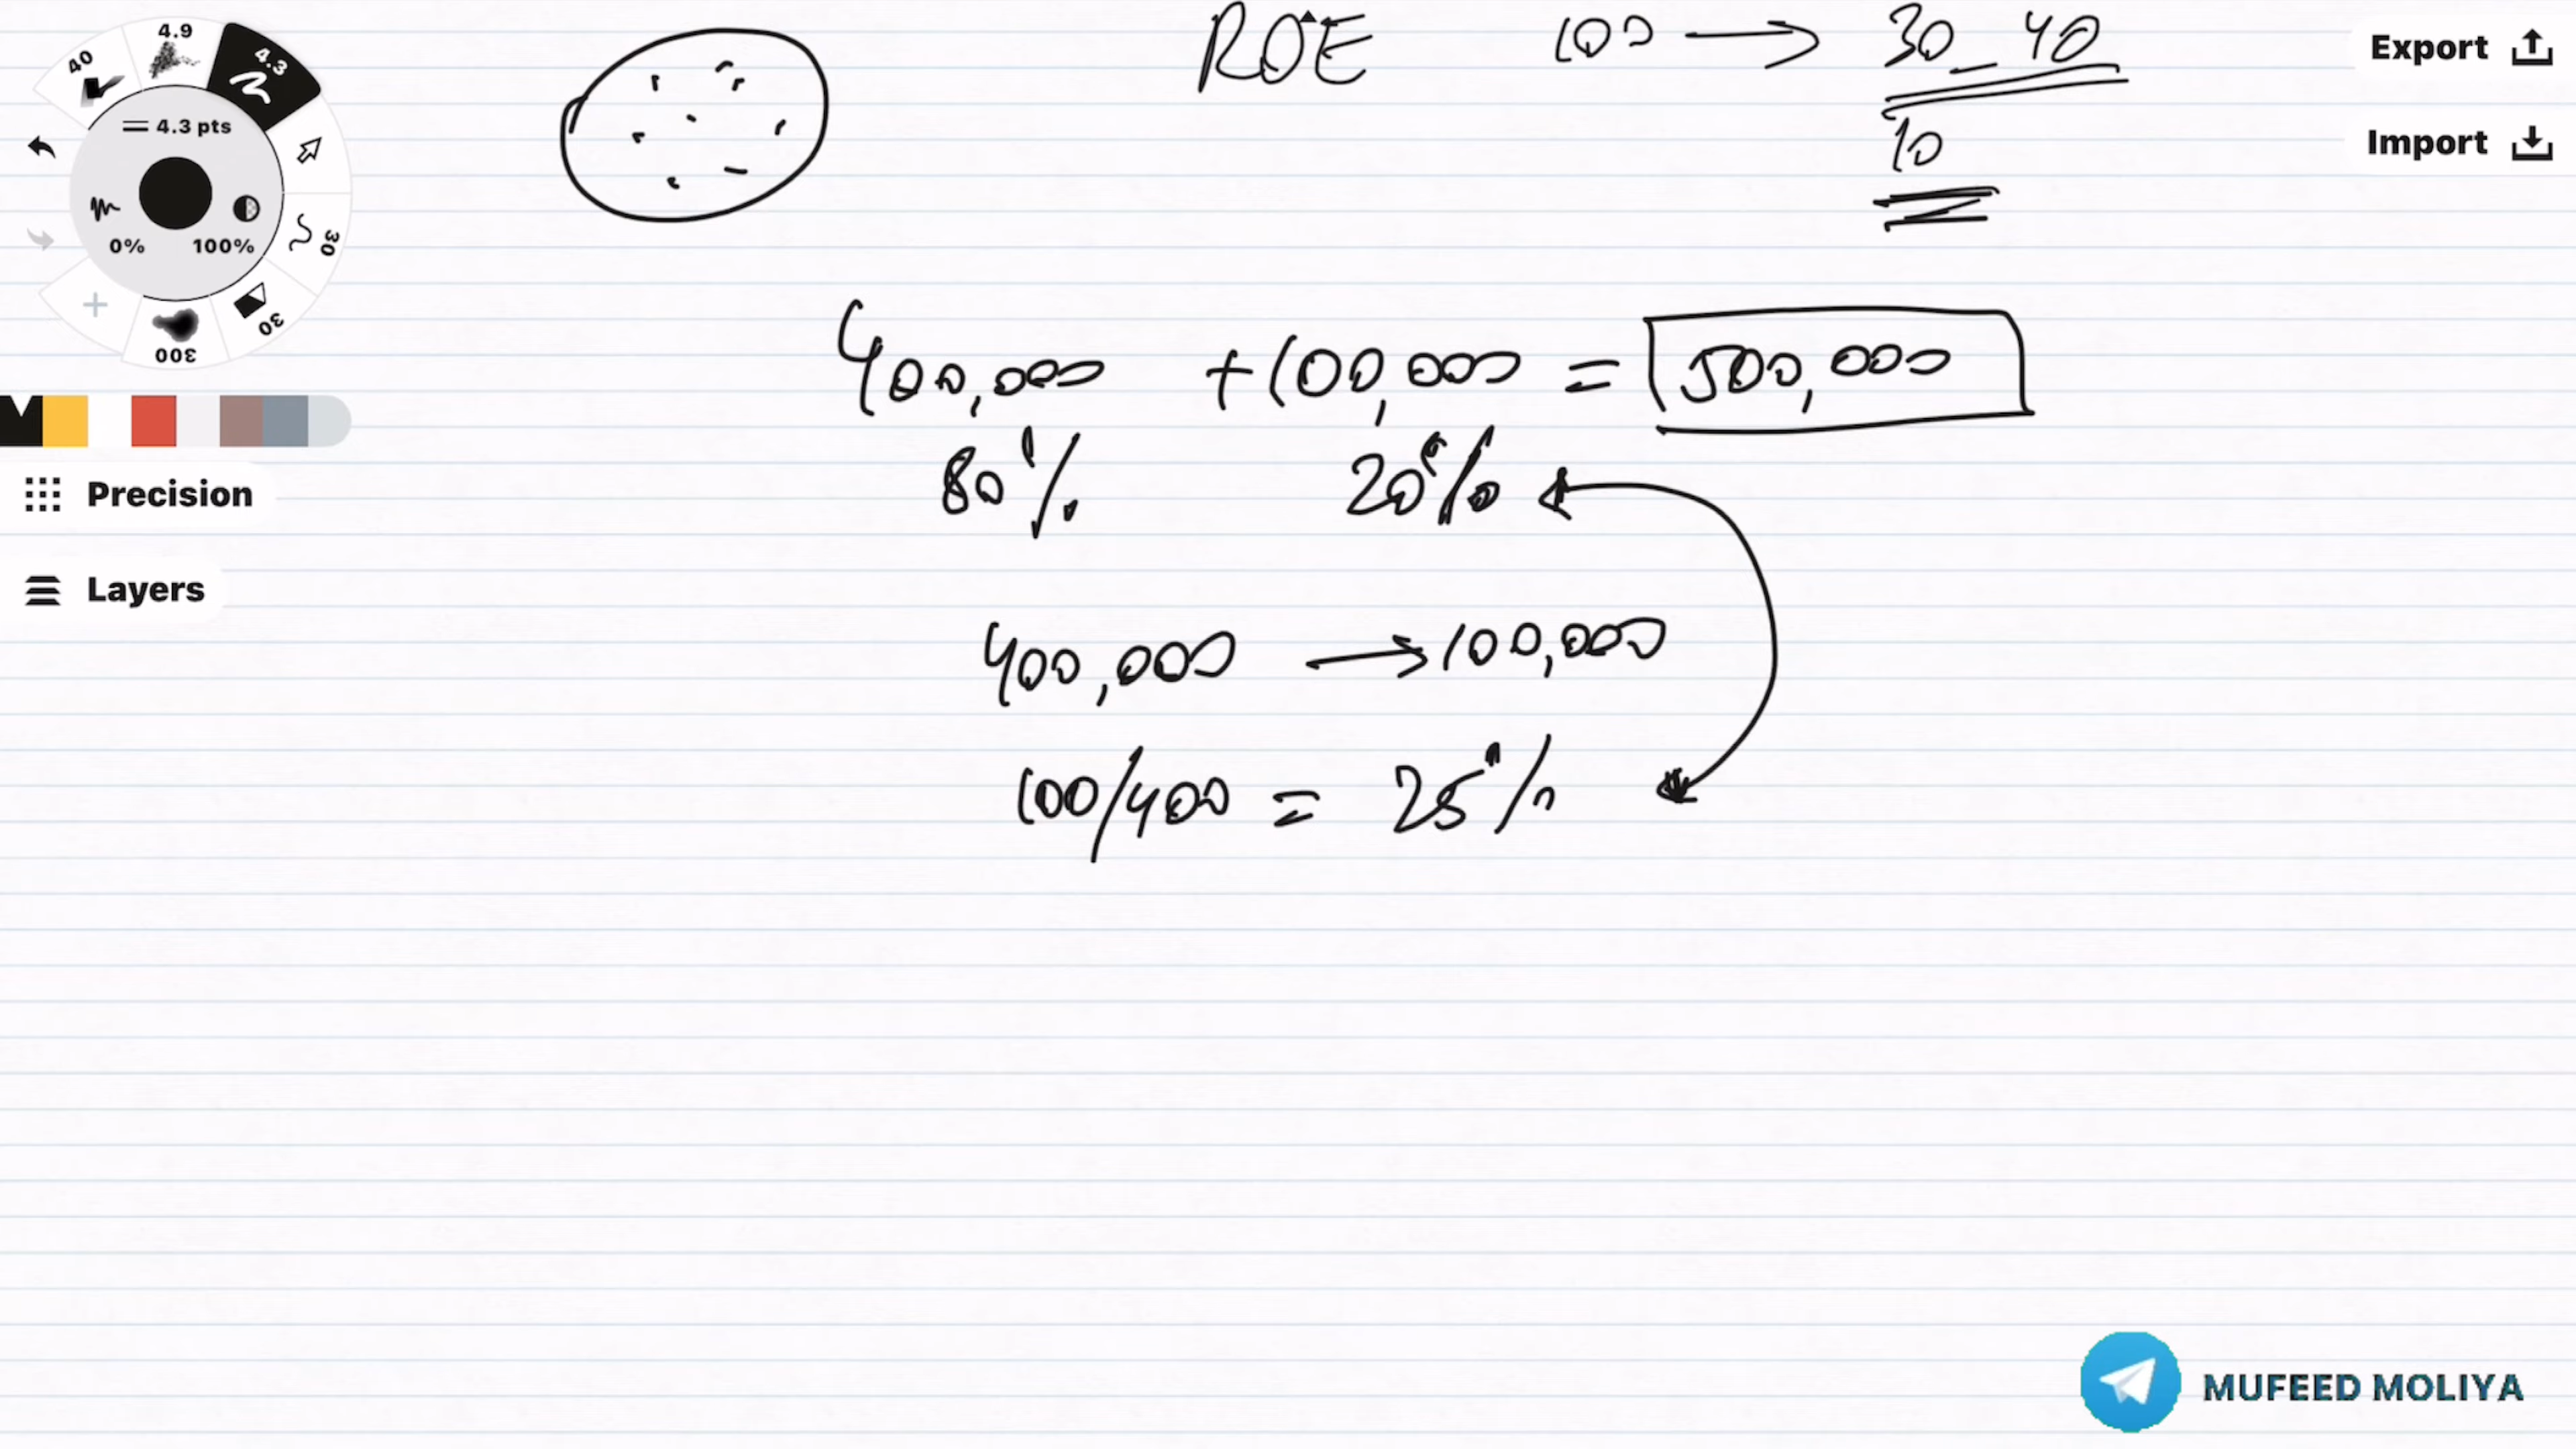 40
4.9
4.3
4.3 pts
0%
100%
30
30
300
Precision
Layers
Export
Import
ROE 100 → 30_40
10
400,000 + 100,000 = 500,000
80% 20%
400,000 → 100,000
100/400 = 25%
MUFEED MOLIYA